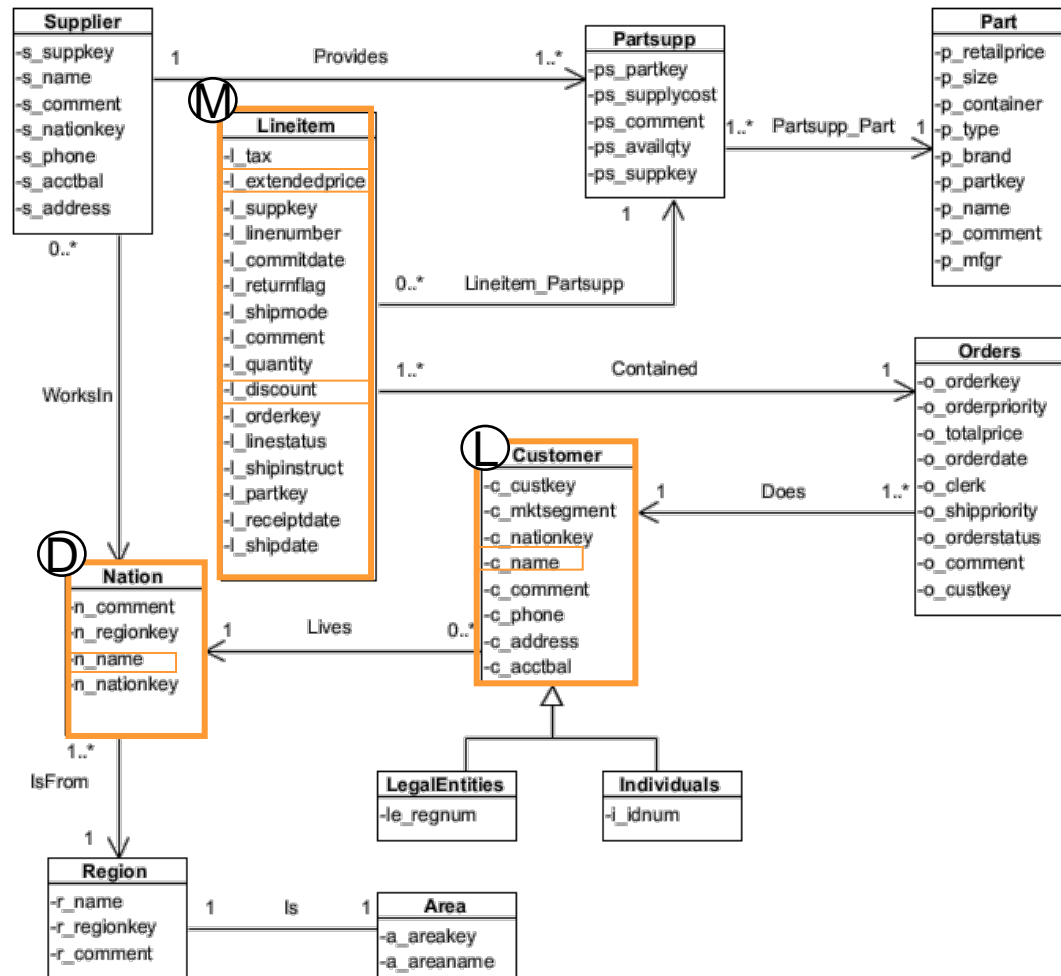 Supplier
-s_suppkey
-s_name
-s_comment
-s_nationkey
-s_phone
-s_acctbal
-s_address
1
Provides
1..*
Partsupp
-ps_partkey
-ps_supplycost
-ps_comment
-ps_availqty
-ps_suppkey
1..*
Partsupp_Part
1
Part
-p_retailprice
-p_size
-p_container
-p_type
-p_brand
-p_partkey
-p_name
-p_comment
-p_mfgr
M
Lineitem
-l_tax
-l_extendedprice
-l_suppkey
-l_linenumber
-l_commitdate
-l_returnflag
-l_shipmode
-l_comment
-l_quantity
-l_discount
-l_orderkey
-l_linestatus
-l_shipinstruct
-l_partkey
-l_receiptdate
-l_shipdate
0..*
Lineitem_Partsupp
1
1..*
Contained
1
Orders
-o_orderkey
-o_orderpriority
-o_totalprice
-o_orderdate
-o_clerk
-o_shippriority
-o_orderstatus
-o_comment
-o_custkey
0..*
WorksIn
L
Customer
-c_custkey
-c_mktsegment
-c_nationkey
-c_name
-c_comment
-c_phone
-c_address
-c_acctbal
1
Does
1..*
D
Nation
-n_comment
-n_regionkey
-n_name
-n_nationkey
1
Lives
0..*
1..*
IsFrom
1
LegalEntities
-le_regnum
Individuals
-i_idnum
Region
-r_name
-r_regionkey
-r_comment
1
Is
1
Area
-a_areakey
-a_areaname